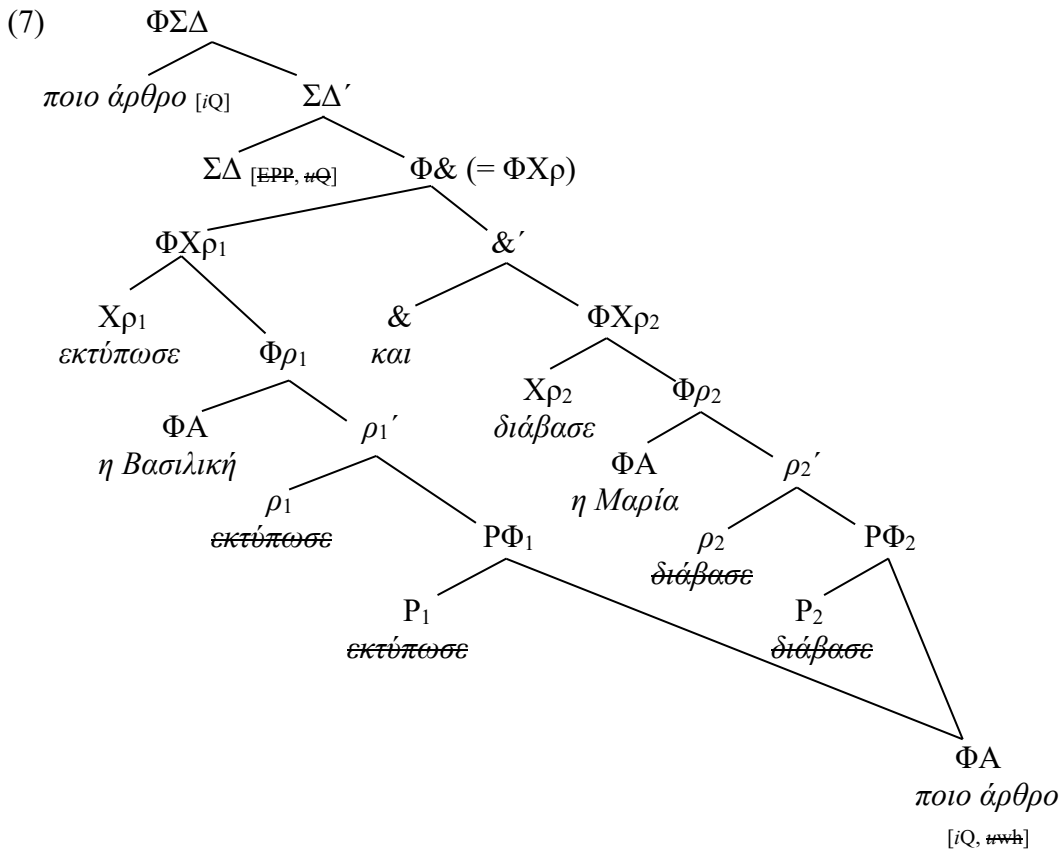 (7) ΦΣΔ
ποιο άρθρο [iQ] ΣΔ΄
ΣΔ [EPP, uQ] Φ& (= ΦΧρ)
ΦΧρ1 &΄
Χρ1 & ΦΧρ2
εκτύπωσε Φρ1 και
Χρ2 Φρ2
διάβασε
ΦΑ ρ1΄
η Βασιλική ΦΑ ρ2΄
η Μαρία
ρ1 ΡΦ1 ρ2 ΡΦ2
εκτύπωσε διάβασε
Ρ1 Ρ2
εκτύπωσε διάβασε
ΦΑ
ποιο άρθρο
[iQ, uwh]